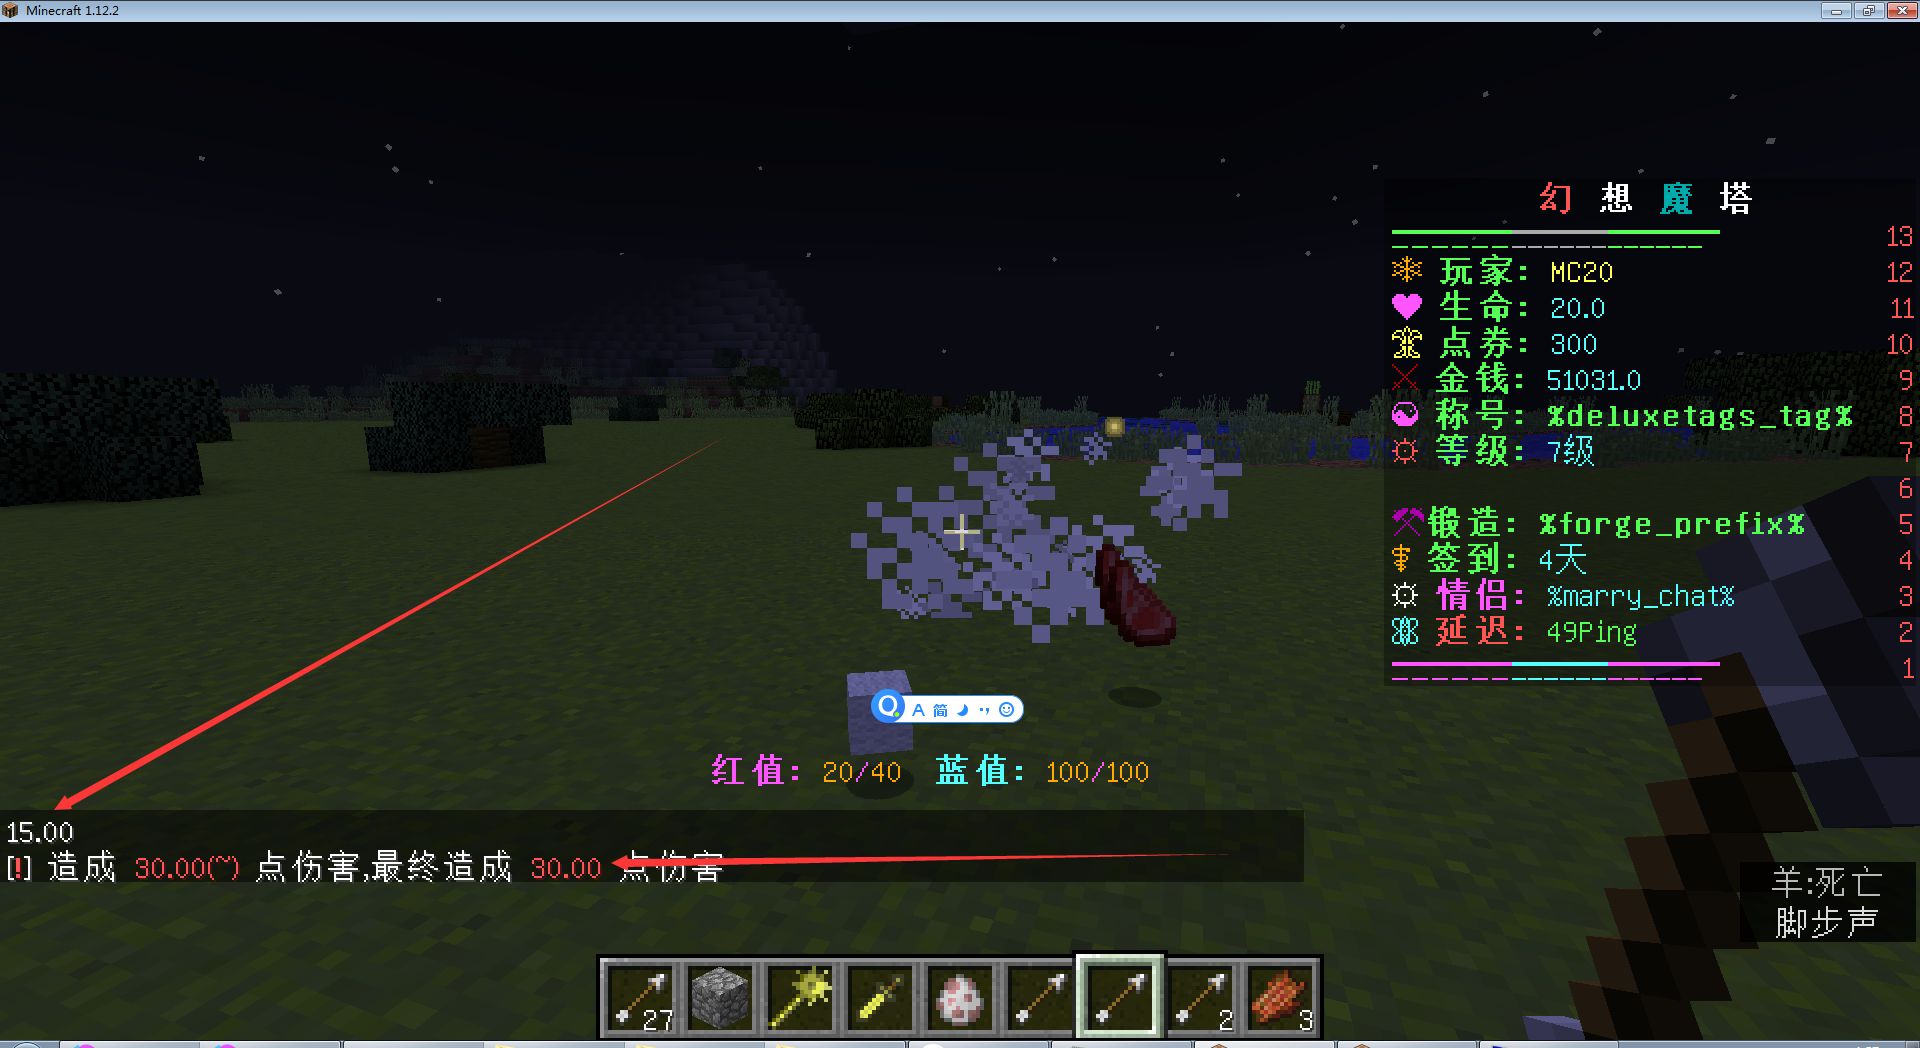 Minecraft 1.12.2
幻 想 魔 塔
13
玩家: MC20 12
生命: 20.0 11
点券: 300 10
金钱: 51031.0 9
称号: %deluxetags_tag% 8
等级: 7级 7
6
锻造: %forge_prefix% 5
签到: 4天 4
情侣: %marry_chat% 3
延迟: 49Ping 2
1
A 简
红值: 20/40 蓝值: 100/100
15.00
[!] 造成 30.00(~) 点伤害,最终造成 30.00 点伤害
羊:死亡
脚步声
27
2
3